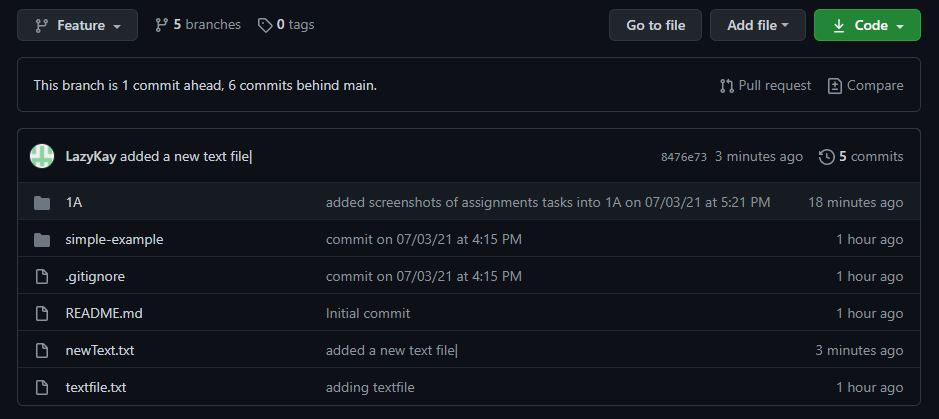 Feature 5 branches 0 tags Go to file Add file Code
This branch is 1 commit ahead, 6 commits behind main. Pull request Compare
LazyKay added a new text file| 8476e73 3 minutes ago 5 commits
1A added screenshots of assignments tasks into 1A on 07/03/21 at 5:21 PM 18 minutes ago
simple-example commit on 07/03/21 at 4:15 PM 1 hour ago
.gitignore commit on 07/03/21 at 4:15 PM 1 hour ago
README.md Initial commit 1 hour ago
newText.txt added a new text file| 3 minutes ago
textfile.txt adding textfile 1 hour ago